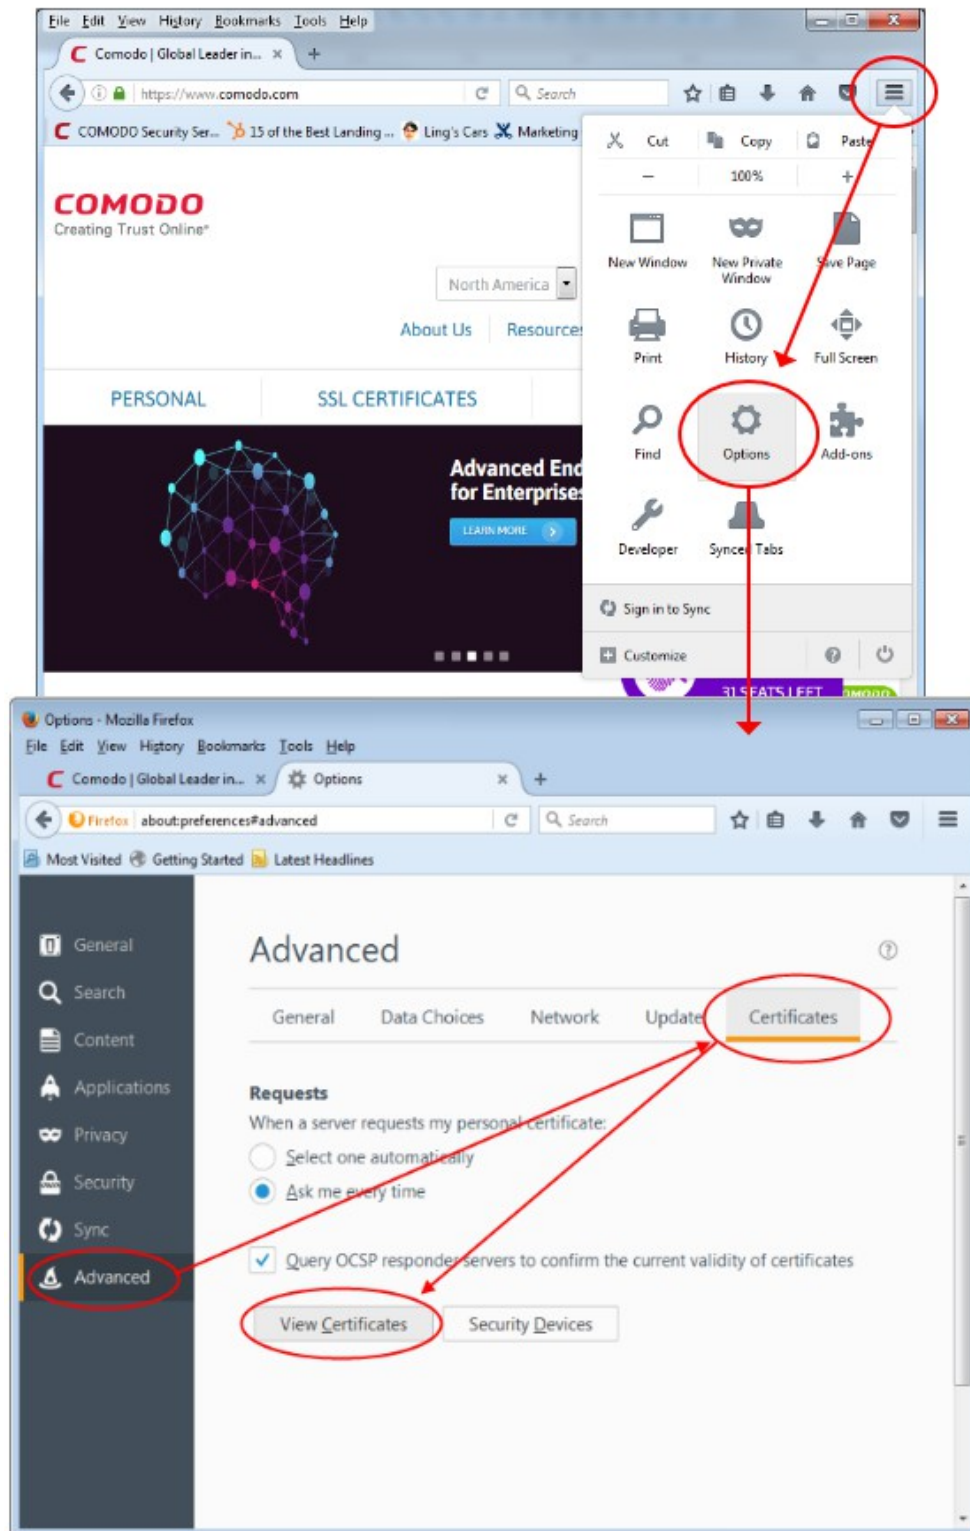 File Edit View History Bookmarks Tools Help
Comodo | Global Leader in... × +
https://www.comodo.com Search
COMODO Security Ser... 15 of the Best Landing ... Ling's Cars Marketing
Cut Copy Paste
− 100% +
COMODO
Creating Trust Online®
New Window New Private Window Save Page
North America
About Us Resources
Print History Full Screen
PERSONAL SSL CERTIFICATES
Find Options Add-ons
Advanced End
for Enterprises
LEARN MORE
Developer Synced Tabs
Sign in to Sync
Customize
31 SEATS LEFT COMODO
Options - Mozilla Firefox
File Edit View History Bookmarks Tools Help
Comodo | Global Leader in... × Options × +
Firefox about:preferences#advanced Search
Most Visited Getting Started Latest Headlines
General
Search
Content
Applications
Privacy
Security
Sync
Advanced
Advanced
General Data Choices Network Update Certificates
Requests
When a server requests my personal certificate:
Select one automatically
Ask me every time
Query OCSP responder servers to confirm the current validity of certificates
View Certificates Security Devices